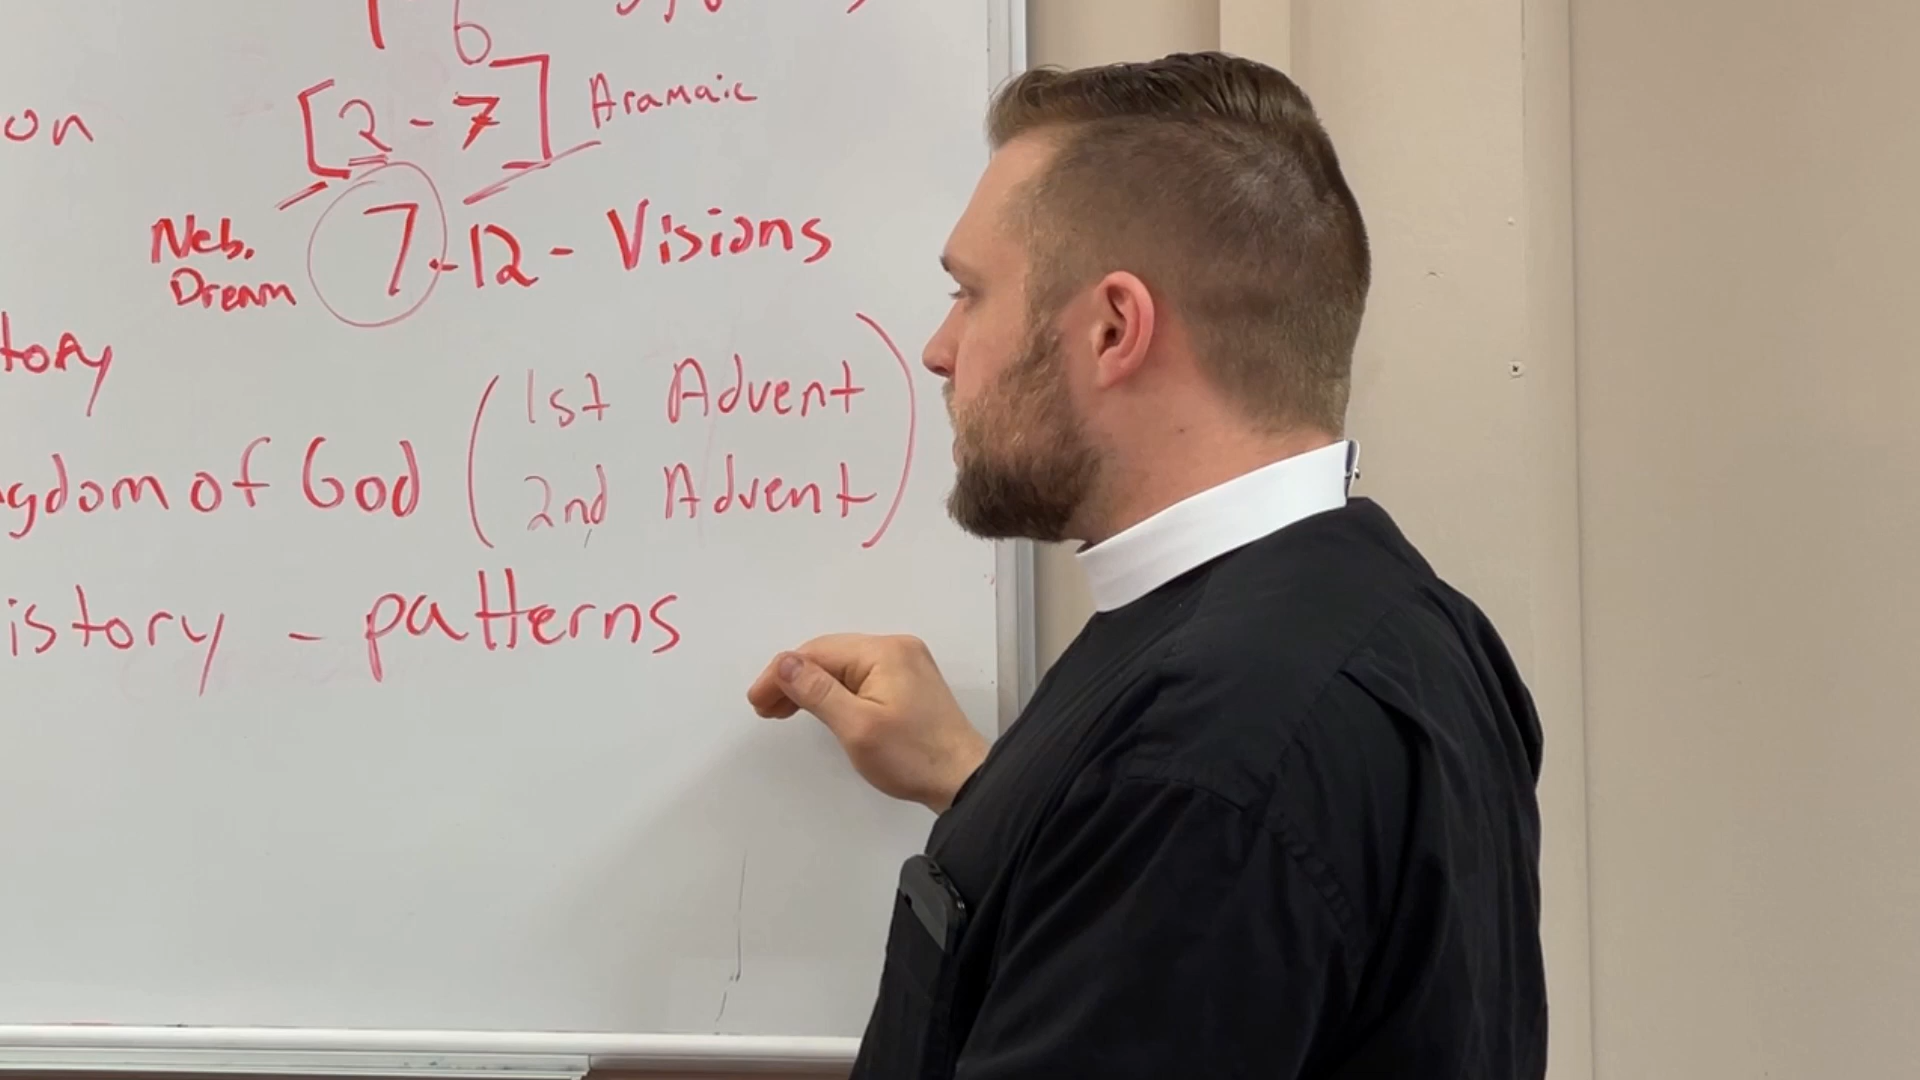 6
on [2-7] Aramaic
Neb. 7-12 - Visions
Dream
tory
1st Advent
gdom of God
2nd Advent
istory - patterns